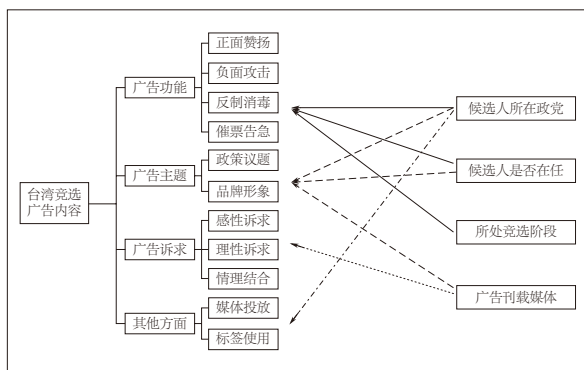 台湾竞选
广告内容
广告功能
正面赞扬
负面攻击
反制消毒
催票告急
广告主题
政策议题
品牌形象
广告诉求
感性诉求
理性诉求
情理结合
其他方面
媒体投放
标签使用
候选人所在政党
候选人是否在任
所处竞选阶段
广告刊载媒体